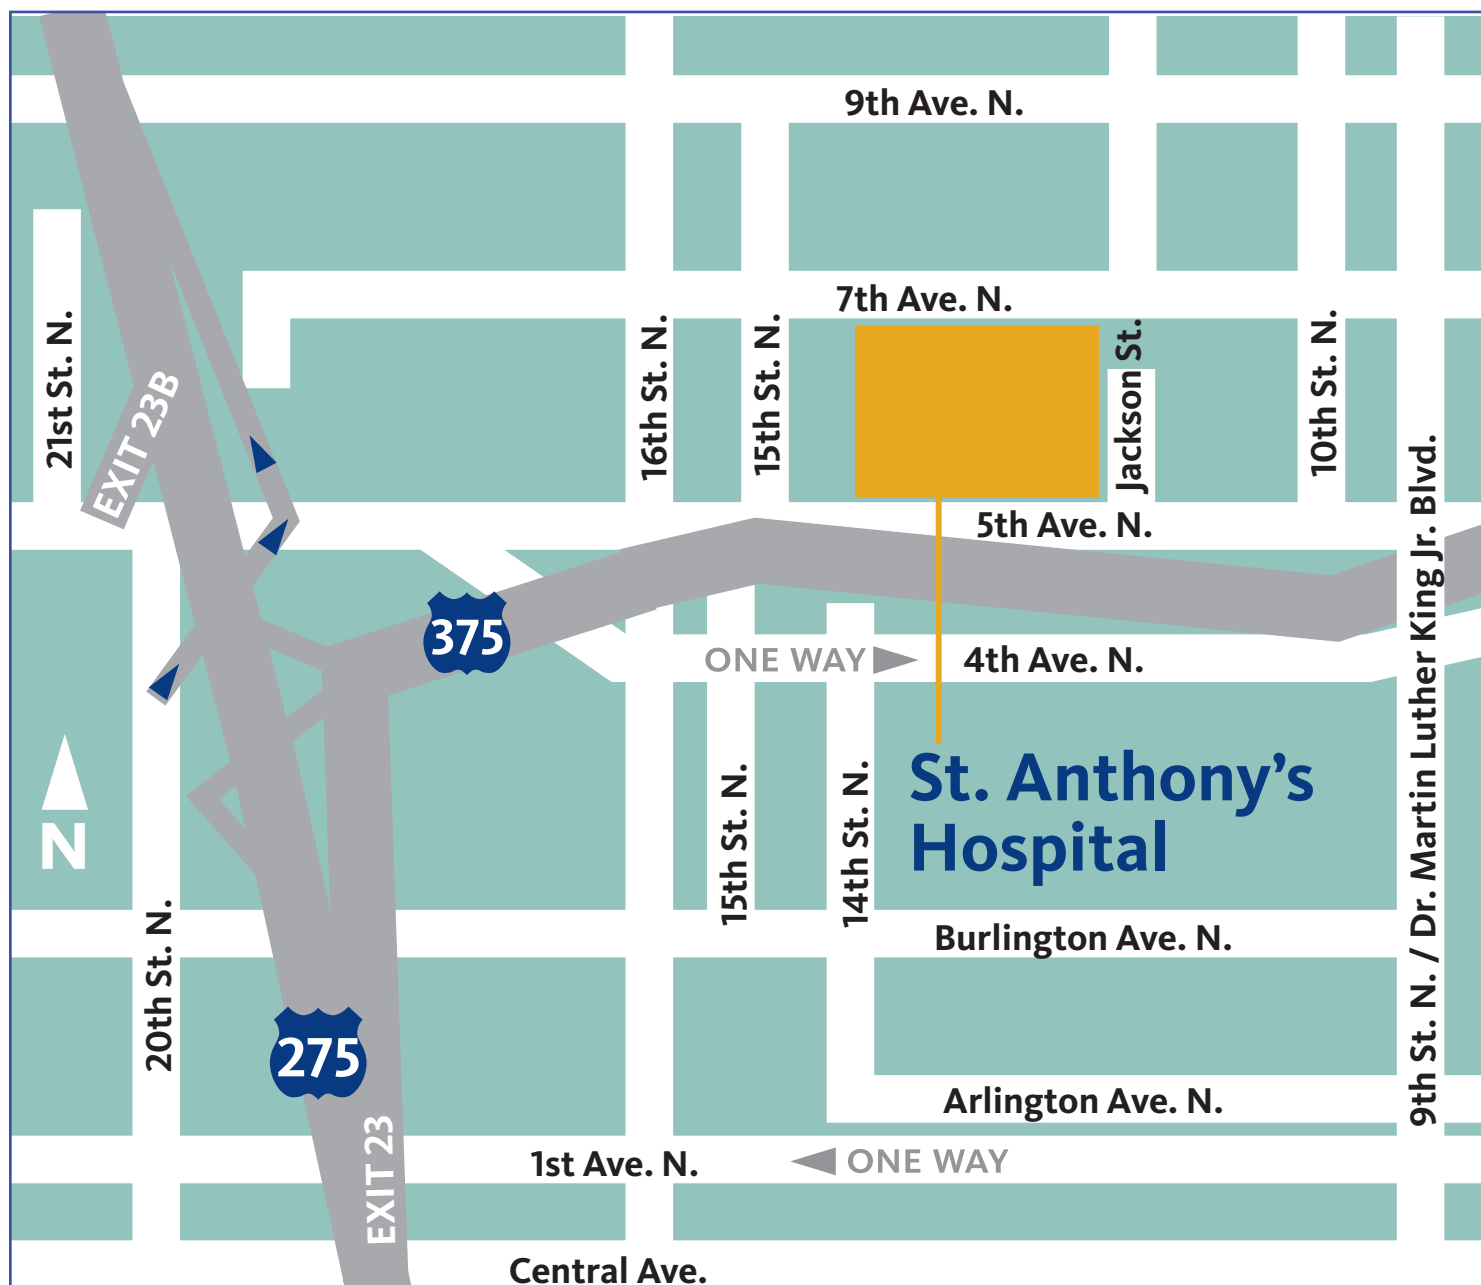 9th Ave. N.
7th Ave. N.
21st St. N.
EXIT 23B
16th St. N.
15th St. N.
Jackson St.
10th St. N.
5th Ave. N.
375
ONE WAY
4th Ave. N.
9th St. N. / Dr. Martin Luther King Jr. Blvd.
St. Anthony’s
Hospital
N
15th St. N.
14th St. N.
Burlington Ave. N.
20th St. N.
275
Arlington Ave. N.
EXIT 23
1st Ave. N.
ONE WAY
Central Ave.